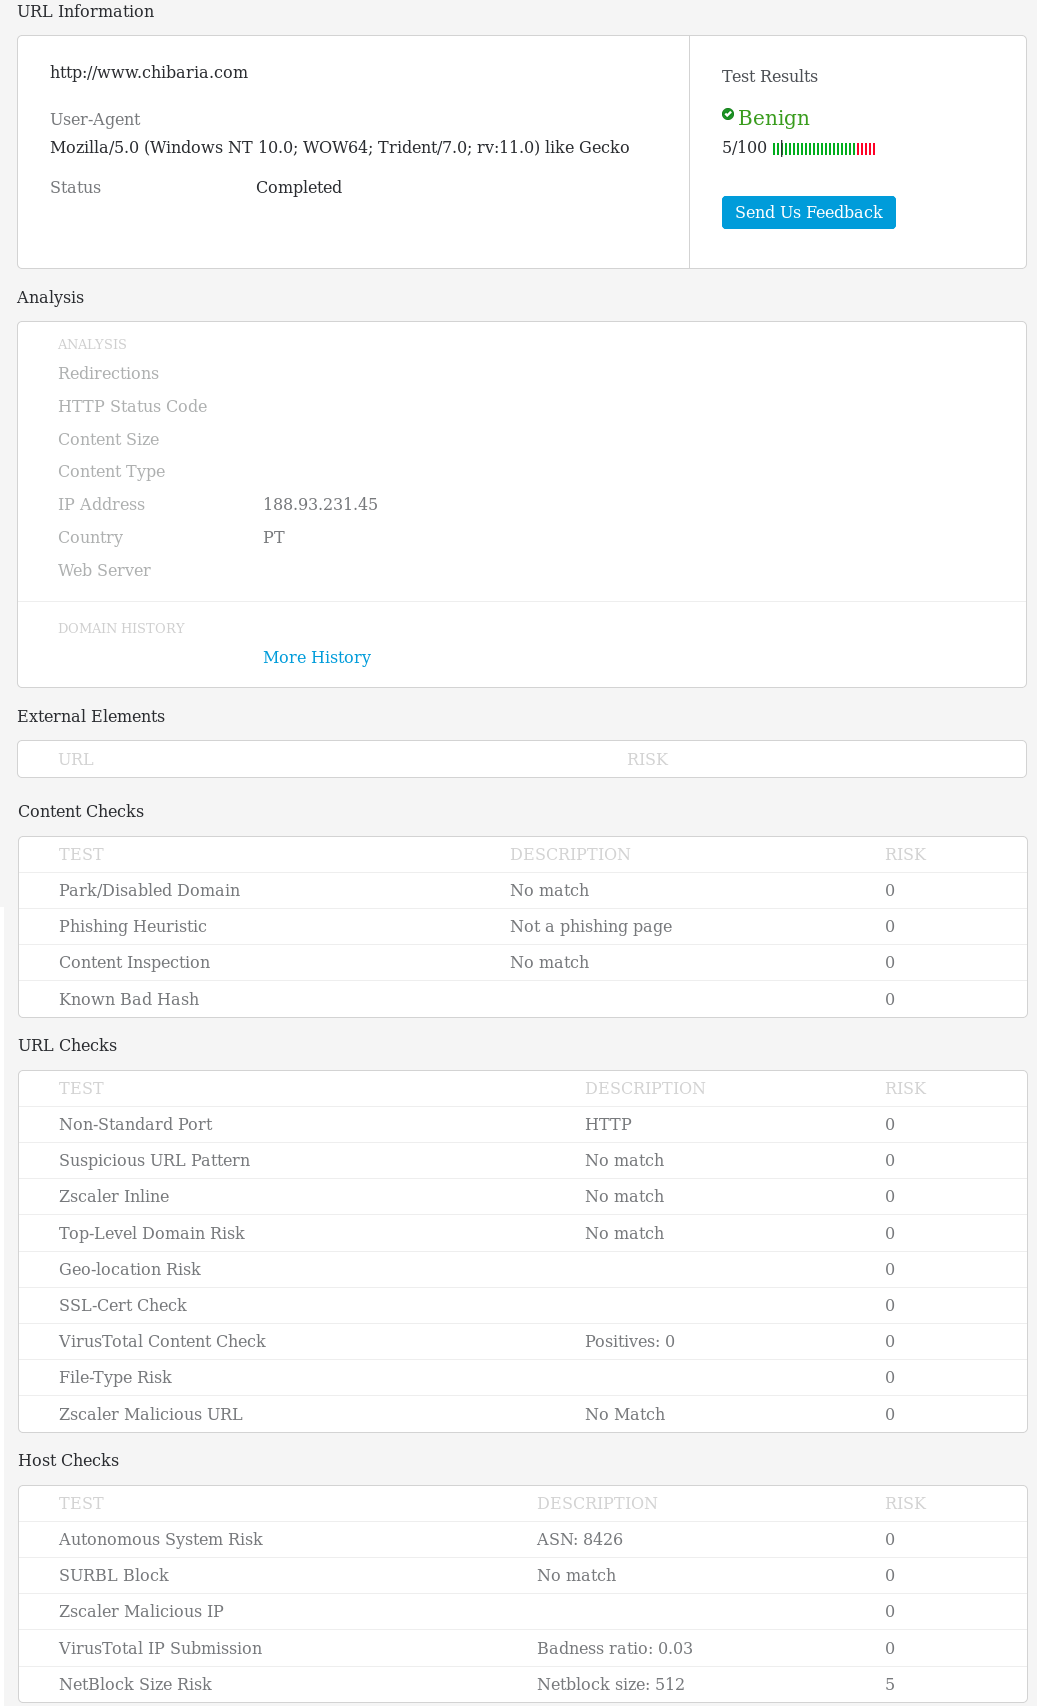 URL Information
http://www.chibaria.com
User-Agent
Mozilla/5.0 (Windows NT 10.0; WOW64; Trident/7.0; rv:11.0) like Gecko
Status Completed
Test Results
Benign
5/100
Send Us Feedback
Analysis
ANALYSIS
Redirections
HTTP Status Code
Content Size
Content Type
IP Address 188.93.231.45
Country PT
Web Server
DOMAIN HISTORY
More History
External Elements
URL RISK
Content Checks
TEST DESCRIPTION RISK
Park/Disabled Domain No match 0
Phishing Heuristic Not a phishing page 0
Content Inspection No match 0
Known Bad Hash 0
URL Checks
TEST DESCRIPTION RISK
Non-Standard Port HTTP 0
Suspicious URL Pattern No match 0
Zscaler Inline No match 0
Top-Level Domain Risk No match 0
Geo-location Risk 0
SSL-Cert Check 0
VirusTotal Content Check Positives: 0 0
File-Type Risk 0
Zscaler Malicious URL No Match 0
Host Checks
TEST DESCRIPTION RISK
Autonomous System Risk ASN: 8426 0
SURBL Block No match 0
Zscaler Malicious IP 0
VirusTotal IP Submission Badness ratio: 0.03 0
NetBlock Size Risk Netblock size: 512 5